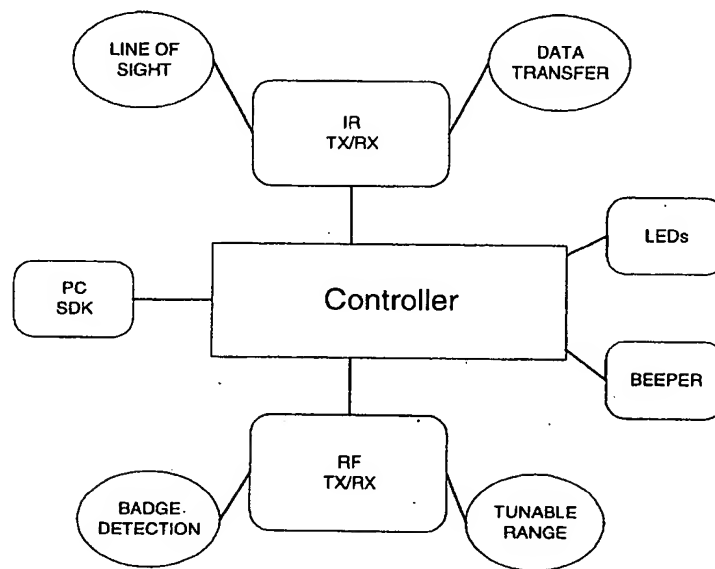 LINE OF
SIGHT
DATA
TRANSFER
IR
TX/RX
LEDs
PC
SDK
Controller
BEEPER
RF
TX/RX
BADGE
DETECTION
TUNABLE
RANGE